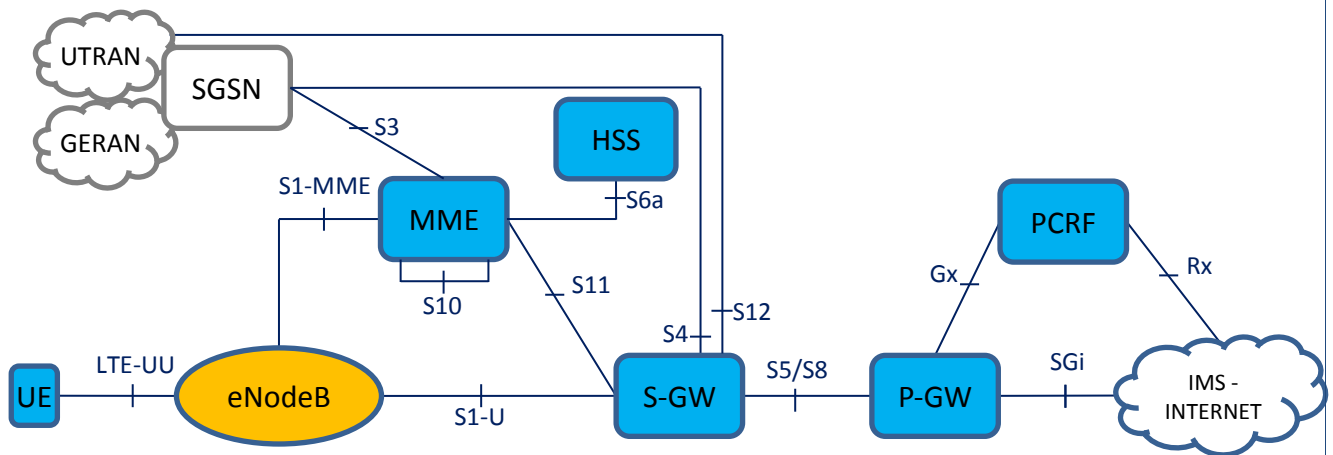 UTRAN
SGSN
GERAN
S3
HSS
S1-MME
MME
S6a
PCRF
S10
S11
Gx
Rx
S4
S12
UE
LTE-UU
eNodeB
S1-U
S-GW
S5/S8
P-GW
SGi
IMS -
INTERNET